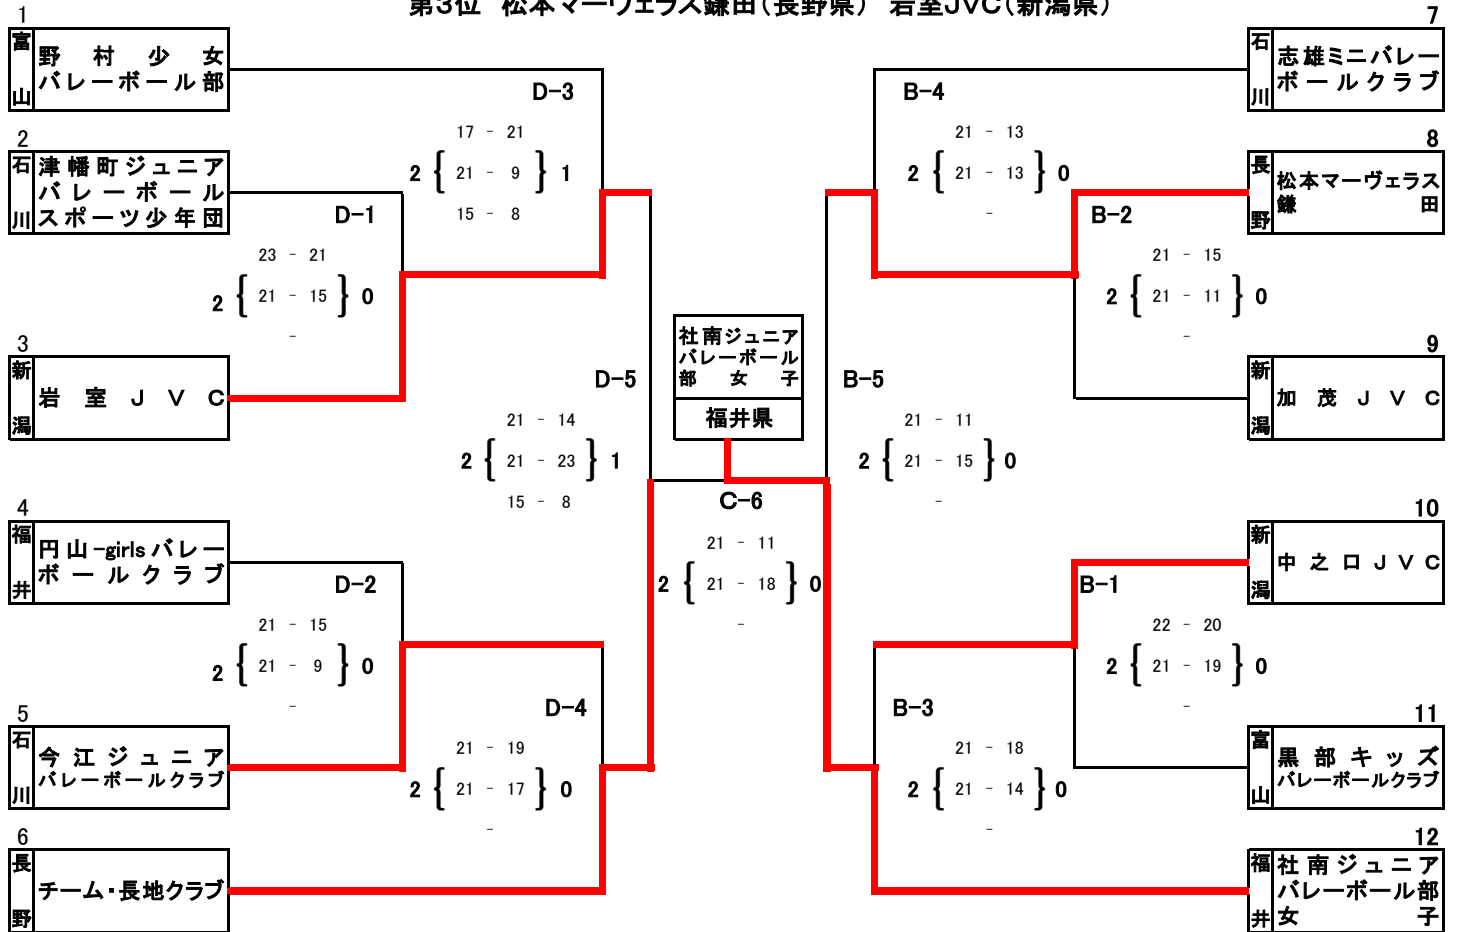 第3位 松本マーヴェラス鎌田(長野県) 岩室JVC(新潟県)
1
富山
野村少女
バレーボール部
2
石川
津幡町ジュニア
バレーボール
スポーツ少年団
3
新潟
岩室JVC
4
福井
円山-girlsバレー
ボールクラブ
5
石川
今江ジュニア
バレーボールクラブ
6
長野
チーム・長地クラブ
D-1
23 - 21
2 { 21 - 15 } 0
-
D-2
21 - 15
2 { 21 - 9 } 0
-
D-3
17 - 21
2 { 21 - 9 } 1
15 - 8
D-4
21 - 19
2 { 21 - 17 } 0
-
D-5
21 - 14
2 { 21 - 23 } 1
15 - 8
社南ジュニア
バレーボール
部女子
福井県
C-6
21 - 11
2 { 21 - 18 } 0
-
B-5
21 - 11
2 { 21 - 15 } 0
-
B-4
21 - 13
2 { 21 - 13 } 0
-
B-3
21 - 18
2 { 21 - 14 } 0
-
B-2
21 - 15
2 { 21 - 11 } 0
-
B-1
22 - 20
2 { 21 - 19 } 0
-
7
石川
志雄ミニバレー
ボールクラブ
8
長野
松本マーヴェラス
鎌田
9
新潟
加茂JVC
10
新潟
中之口JVC
11
富山
黒部キッズ
バレーボールクラブ
12
福井
社南ジュニア
バレーボール部
女子